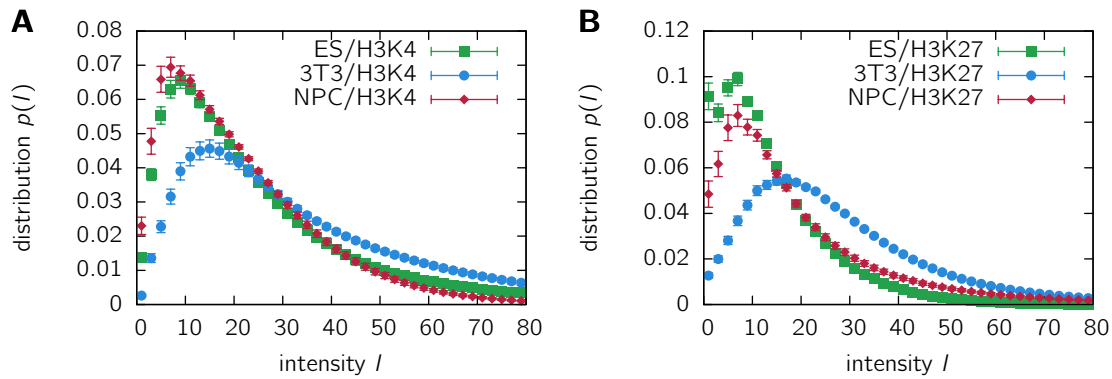 A
distribution p(I)
0.08
0.07
0.06
0.05
0.04
0.03
0.02
0.01
0
ES/H3K4
3T3/H3K4
NPC/H3K4
0 10 20 30 40 50 60 70 80
intensity I
B
distribution p(I)
0.12
0.1
0.08
0.06
0.04
0.02
0
ES/H3K27
3T3/H3K27
NPC/H3K27
0 10 20 30 40 50 60 70 80
intensity I